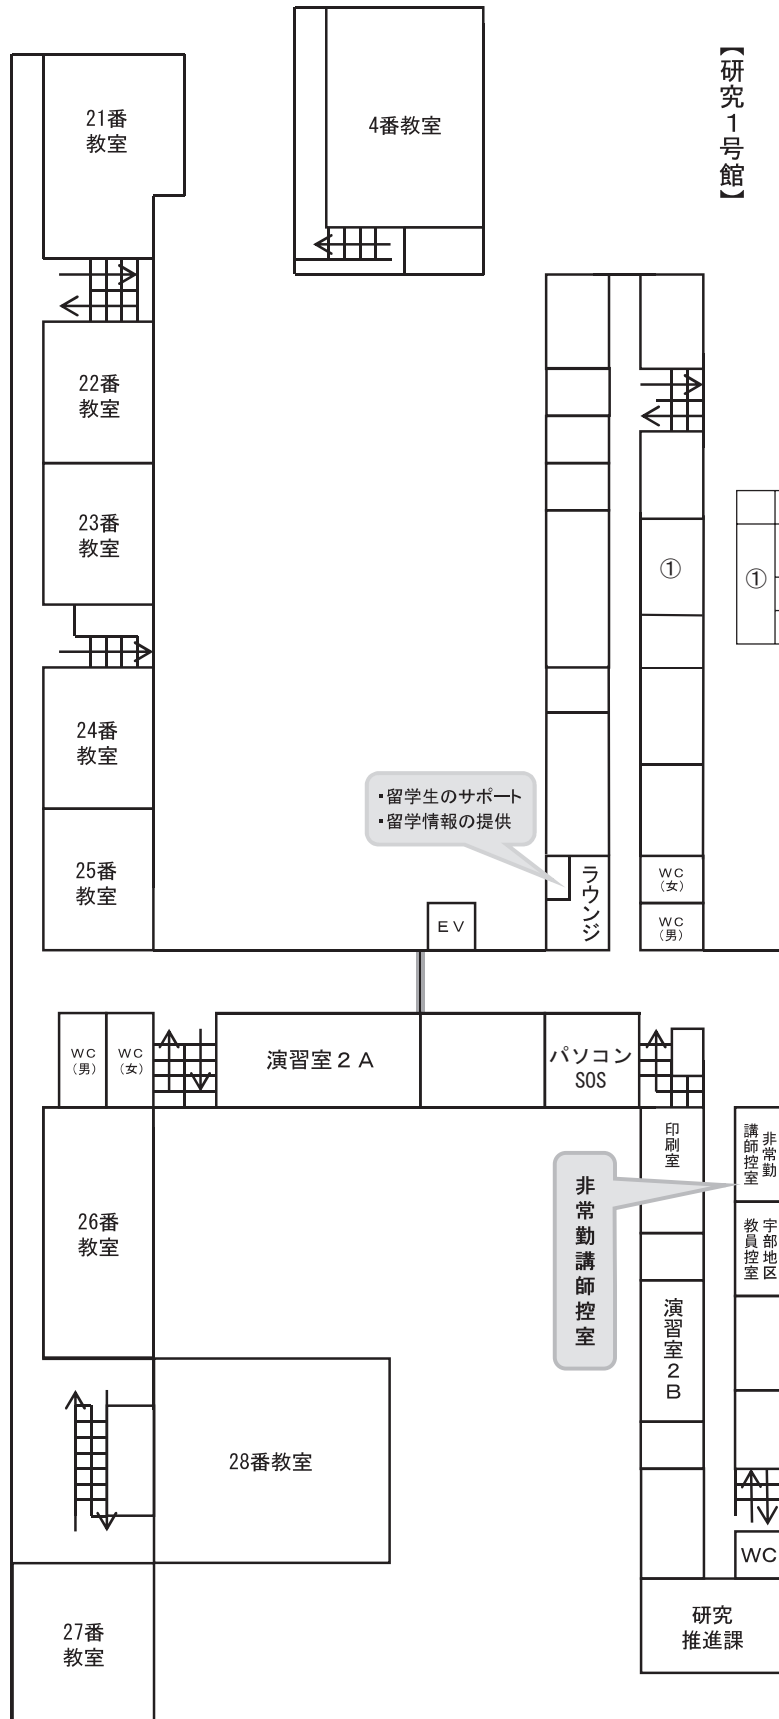 【研究１号館】
21番
教室
4番教室
22番
教室
23番
教室
①
①
24番
教室
・留学生のサポート
・留学情報の提供
25番
教室
ラウンジ
ＷＣ
（女）
ＥＶ
ＷＣ
（男）
ＷＣ
（男）
ＷＣ
（女）
演習室２Ａ
パソコン
SOS
印刷室
非常勤
講師控室
非常勤講師控室
26番
教室
宇部地区
教員控室
演習室２Ｂ
28番教室
ＷＣ
27番
教室
研究
推進課